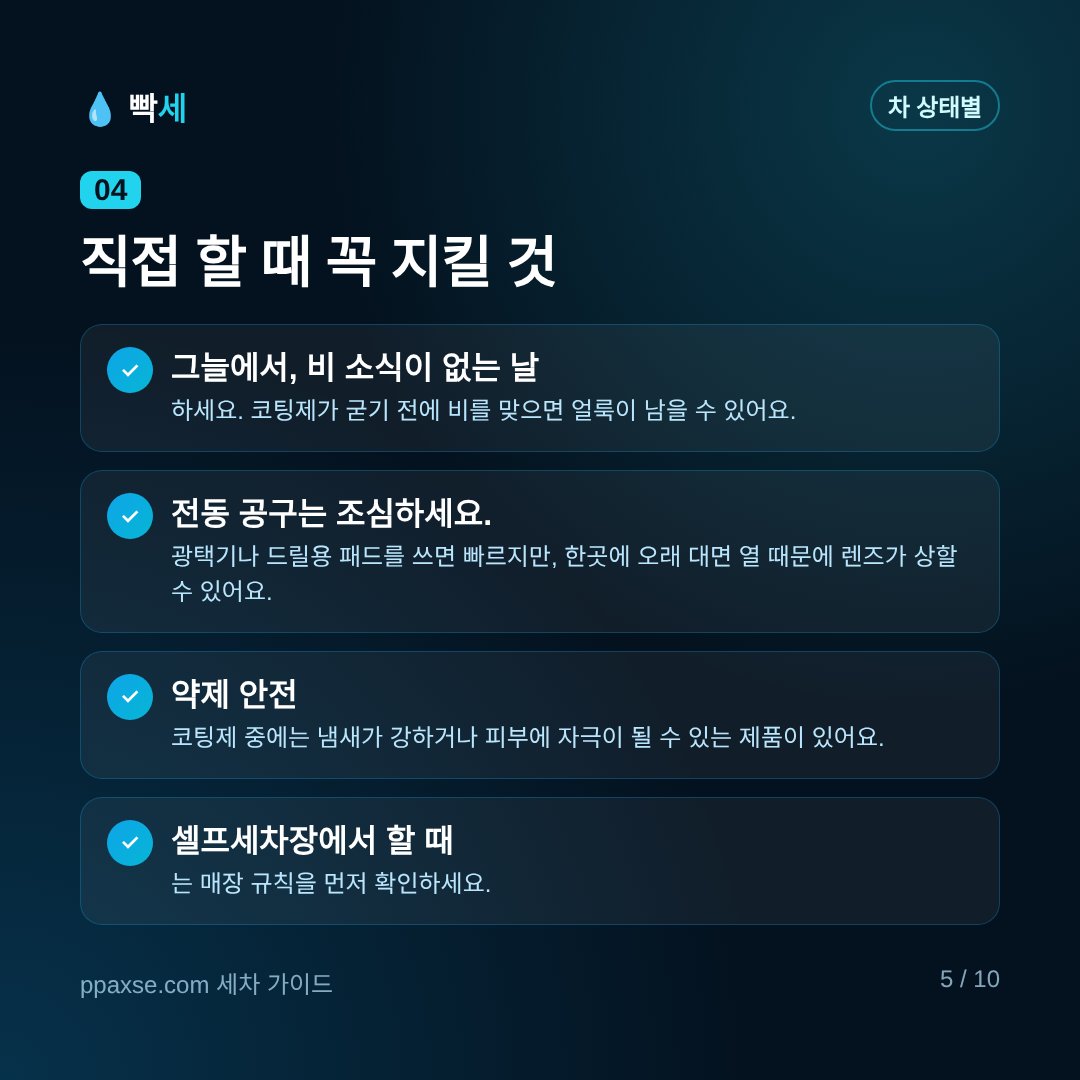 빡세
차 상태별
04
직접 할 때 꼭 지킬 것
그늘에서, 비 소식이 없는 날
하세요. 코팅제가 굳기 전에 비를 맞으면 얼룩이 남을 수 있어요.
전동 공구는 조심하세요.
광택기나 드릴용 패드를 쓰면 빠르지만, 한곳에 오래 대면 열 때문에 렌즈가 상할
수 있어요.
약제 안전
코팅제 중에는 냄새가 강하거나 피부에 자극이 될 수 있는 제품이 있어요.
셀프세차장에서 할 때
는 매장 규칙을 먼저 확인하세요.
ppaxse.com 세차 가이드
5 / 10